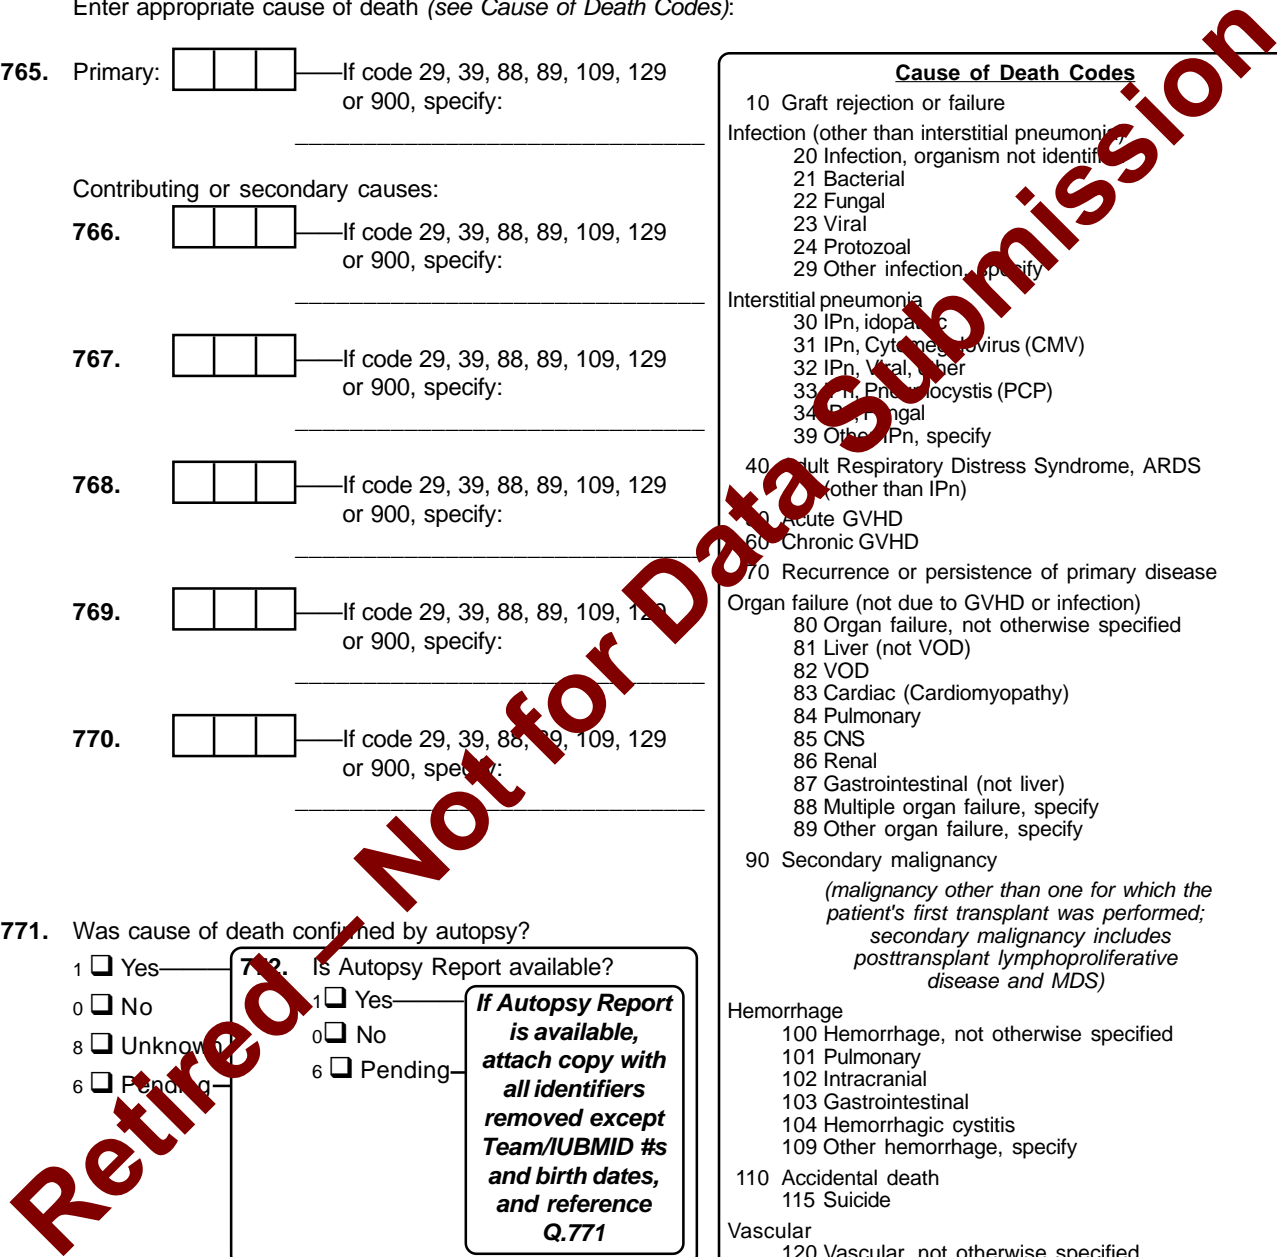 Enter appropriate cause of death (see Cause of Death Codes):
765. Primary: If code 29, 39, 88, 89, 109, 129
or 900, specify:
Contributing or secondary causes:
766. If code 29, 39, 88, 89, 109, 129
or 900, specify:
767. If code 29, 39, 88, 89, 109, 129
or 900, specify:
768. If code 29, 39, 88, 89, 109, 129
or 900, specify:
769. If code 29, 39, 88, 89, 109, 129
or 900, specify:
770. If code 29, 39, 88, 89, 109, 129
or 900, specify:
771. Was cause of death confirmed by autopsy?
1 ❑ Yes
0 ❑ No
8 ❑ Unknown
6 ❑ Pending
772. Is Autopsy Report available?
1 ❑ Yes
0 ❑ No
6 ❑ Pending
If Autopsy Report
is available,
attach copy with
all identifiers
removed except
Team/IUBMID #s
and birth dates,
and reference
Q.771
Cause of Death Codes
10 Graft rejection or failure
Infection (other than interstitial pneumonia)
20 Infection, organism not identified
21 Bacterial
22 Fungal
23 Viral
24 Protozoal
29 Other infection, specify
Interstitial pneumonia
30 IPn, idopathic
31 IPn, Cytomegalovirus (CMV)
32 IPn, Viral, other
33 IPn, Pneumocystis (PCP)
34 IPn, Fungal
39 Other IPn, specify
40 Adult Respiratory Distress Syndrome, ARDS
(other than IPn)
50 Acute GVHD
60 Chronic GVHD
70 Recurrence or persistence of primary disease
Organ failure (not due to GVHD or infection)
80 Organ failure, not otherwise specified
81 Liver (not VOD)
82 VOD
83 Cardiac (Cardiomyopathy)
84 Pulmonary
85 CNS
86 Renal
87 Gastrointestinal (not liver)
88 Multiple organ failure, specify
89 Other organ failure, specify
90 Secondary malignancy
(malignancy other than one for which the
patient's first transplant was performed;
secondary malignancy includes
posttransplant lymphoproliferative
disease and MDS)
Hemorrhage
100 Hemorrhage, not otherwise specified
101 Pulmonary
102 Intracranial
103 Gastrointestinal
104 Hemorrhagic cystitis
109 Other hemorrhage, specify
110 Accidental death
115 Suicide
Vascular
120 Vascular, not otherwise specified
Retired – Not for Data Submission